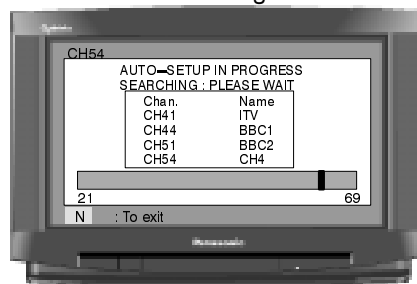 CH54
AUTO-SETUP IN PROGRESS
SEARCHING : PLEASE WAIT
Chan. Name
CH41 ITV
CH44 BBC1
CH51 BBC2
CH54 CH4
21 69
N : To exit
Panasonic